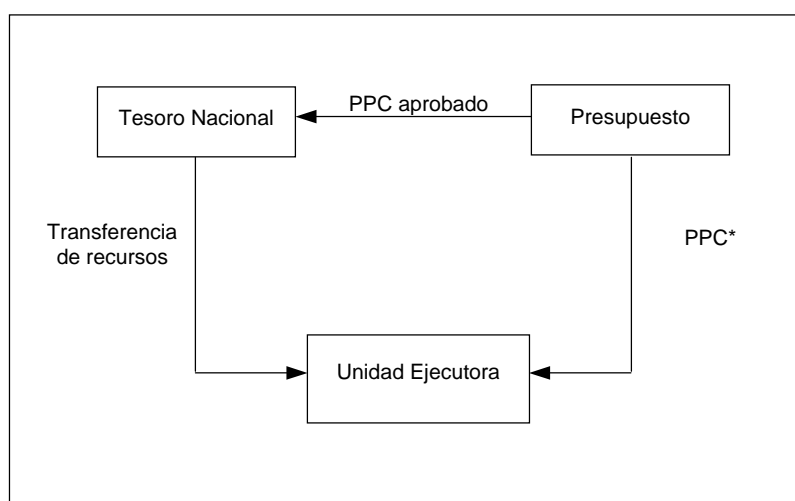 PPC aprobado
Tesoro Nacional
Presupuesto
Transferencia
de recursos
PPC*
Unidad Ejecutora